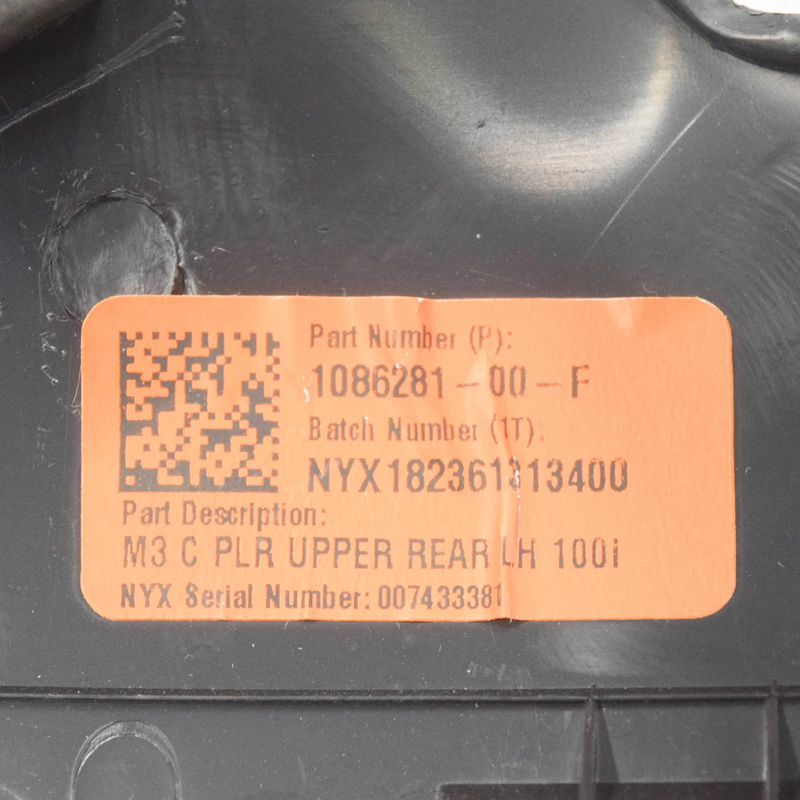 Part Number (P):
1086281-00-F
Batch Number (1T):
NYX182361313400
Part Description:
M3 C PLR UPPER REAR LH 100i
NYX Serial Number: 007433381